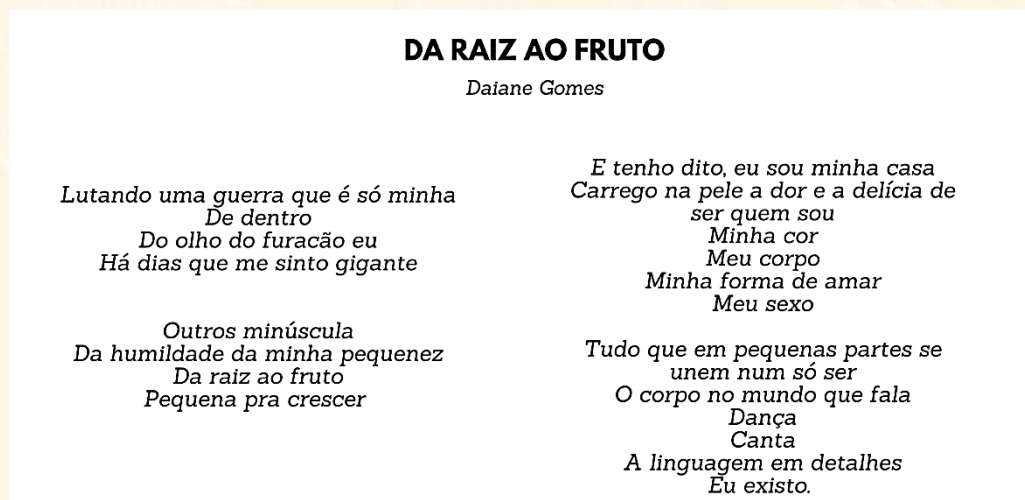 DA RAIZ AO FRUTO
Daiane Gomes
Lutando uma guerra que é só minha
De dentro
Do olho do furacão eu
Há dias que me sinto gigante
Outros minúscula
Da humildade da minha pequenez
Da raiz ao fruto
Pequena pra crescer
E tenho dito, eu sou minha casa
Carrego na pele a dor e a delícia de
ser quem sou
Minha cor
Meu corpo
Minha forma de amar
Meu sexo
Tudo que em pequenas partes se
unem num só ser
O corpo no mundo que fala
Dança
Canta
A linguagem em detalhes
Eu existo.